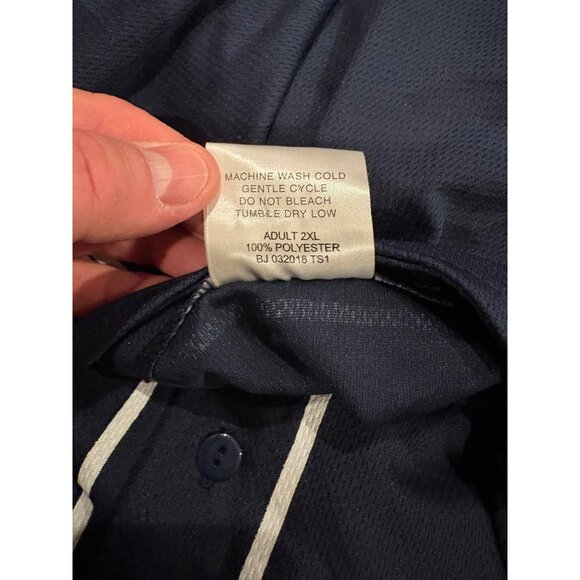 MACHINE WASH COLD
GENTLE CYCLE
DO NOT BLEACH
TUMBLE DRY LOW
ADULT 2XL
100% POLYESTER
BJ 032018 TS1